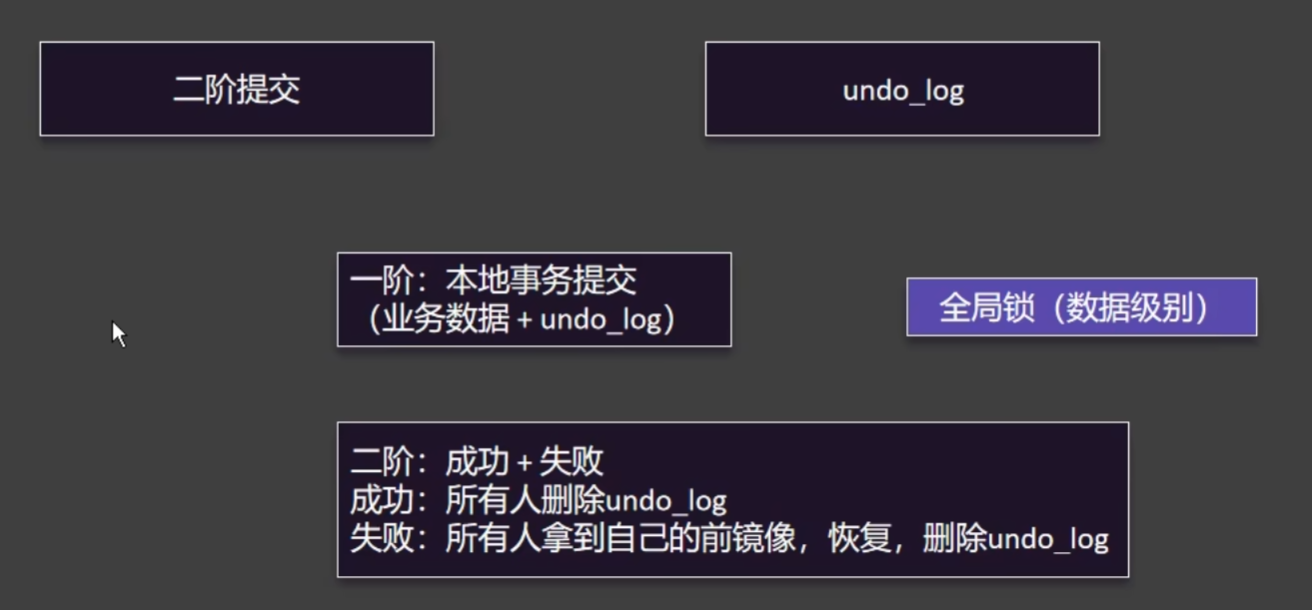 二阶提交
undo_log
一阶：本地事务提交
（业务数据 + undo_log）
全局锁（数据级别）
二阶：成功 + 失败
成功：所有人删除undo_log
失败：所有人拿到自己的前镜像，恢复，删除undo_log